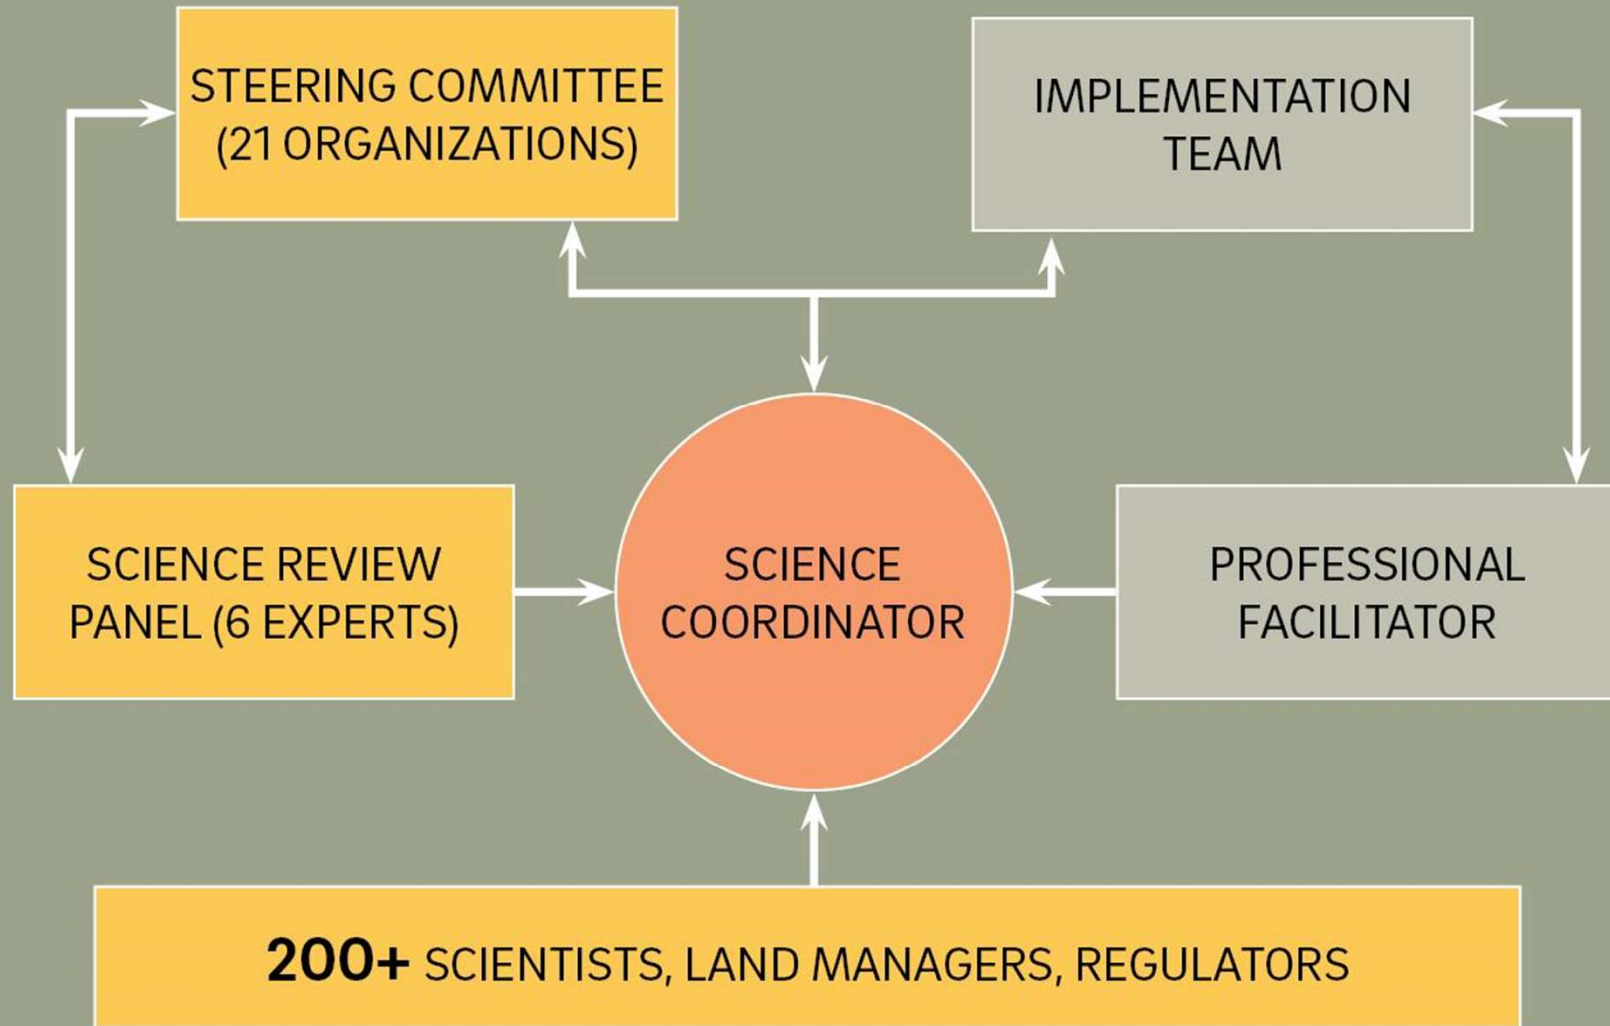 STEERING COMMITTEE
(21 ORGANIZATIONS)
IMPLEMENTATION
TEAM
SCIENCE REVIEW
PANEL (6 EXPERTS)
SCIENCE
COORDINATOR
PROFESSIONAL
FACILITATOR
200+ SCIENTISTS, LAND MANAGERS, REGULATORS